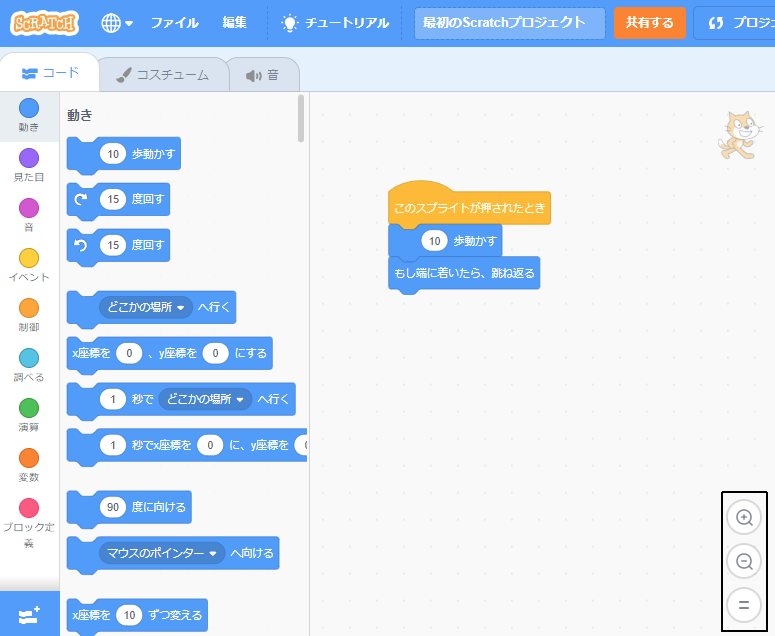 SCRATCH ファイル 編集 チュートリアル 最初のScratchプロジェクト 共有する
コード コスチューム 音
動き
見た目
音
イベント
制御
調べる
演算
変数
ブロック定
義
動き
10 歩動かす
15 度回す
15 度回す
どこかの場所 へ行く
x座標を 0 、y座標を 0 にする
1 秒で どこかの場所 へ行く
1 秒でx座標を 0 に、y座標を
90 度に向ける
マウスのポインター へ向ける
x座標を 10 ずつ変える
このスプライトが押されたとき
10 歩動かす
もし端に着いたら、跳ね返る